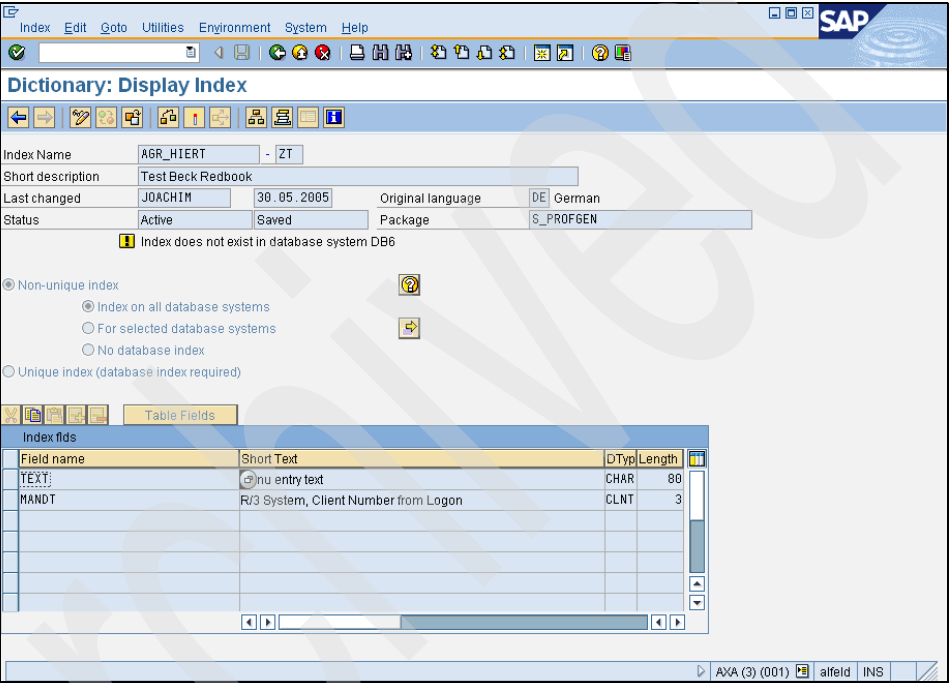 Index Edit Goto Utilities Environment System Help
SAP
Dictionary: Display Index
Index Name AGR_HIERT - ZT
Short description Test Beck Redbook
Last changed JOACHIM 30.05.2005 Original language DE German
Status Active Saved Package S_PROFGEN
Index does not exist in database system DB6
Non-unique index
Index on all database systems
For selected database systems
No database index
Unique index (database index required)
Table Fields
Index flds
Field name Short Text DTyp Length
TEXT nu entry text CHAR 80
MANDT R/3 System, Client Number from Logon CLNT 3
AXA (3) (001) alfeld INS
rchived